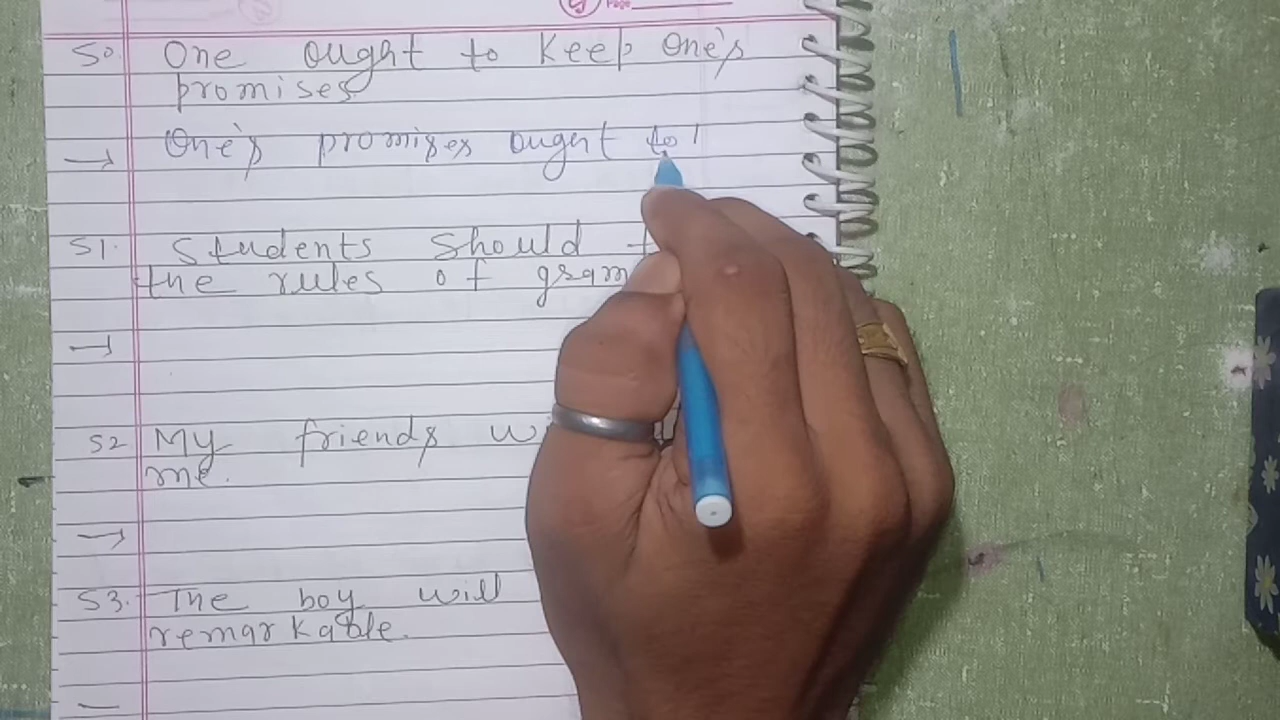 Page
50. One ought to keep one's
promises.
→ One's promises ought to
51. Students should
the rules of gram
→
52 My friends
me.
→
53. The boy will
remarkable.